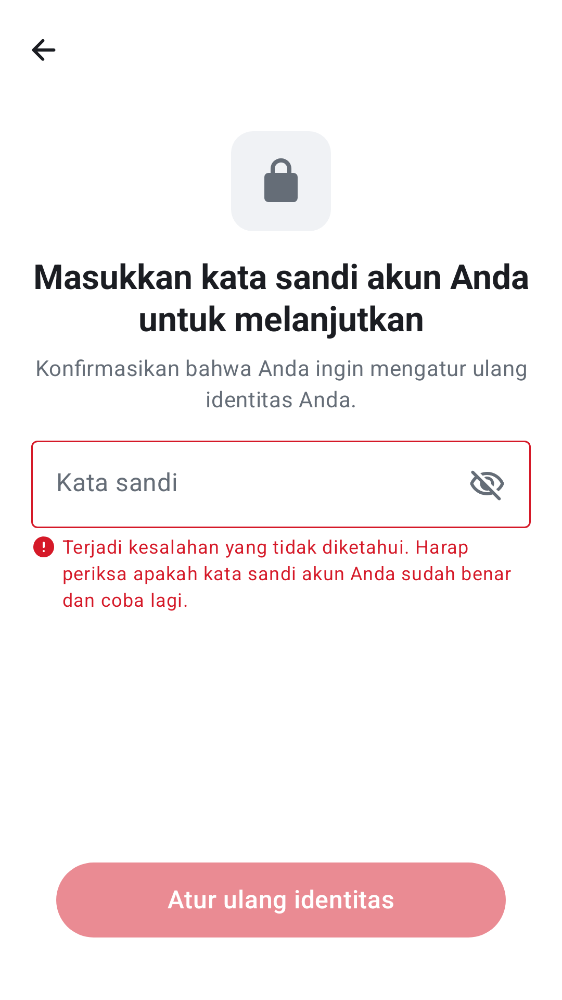 Masukkan kata sandi akun Anda
untuk melanjutkan
Konfirmasikan bahwa Anda ingin mengatur ulang
identitas Anda.
Kata sandi
Terjadi kesalahan yang tidak diketahui. Harap
periksa apakah kata sandi akun Anda sudah benar
dan coba lagi.
Atur ulang identitas